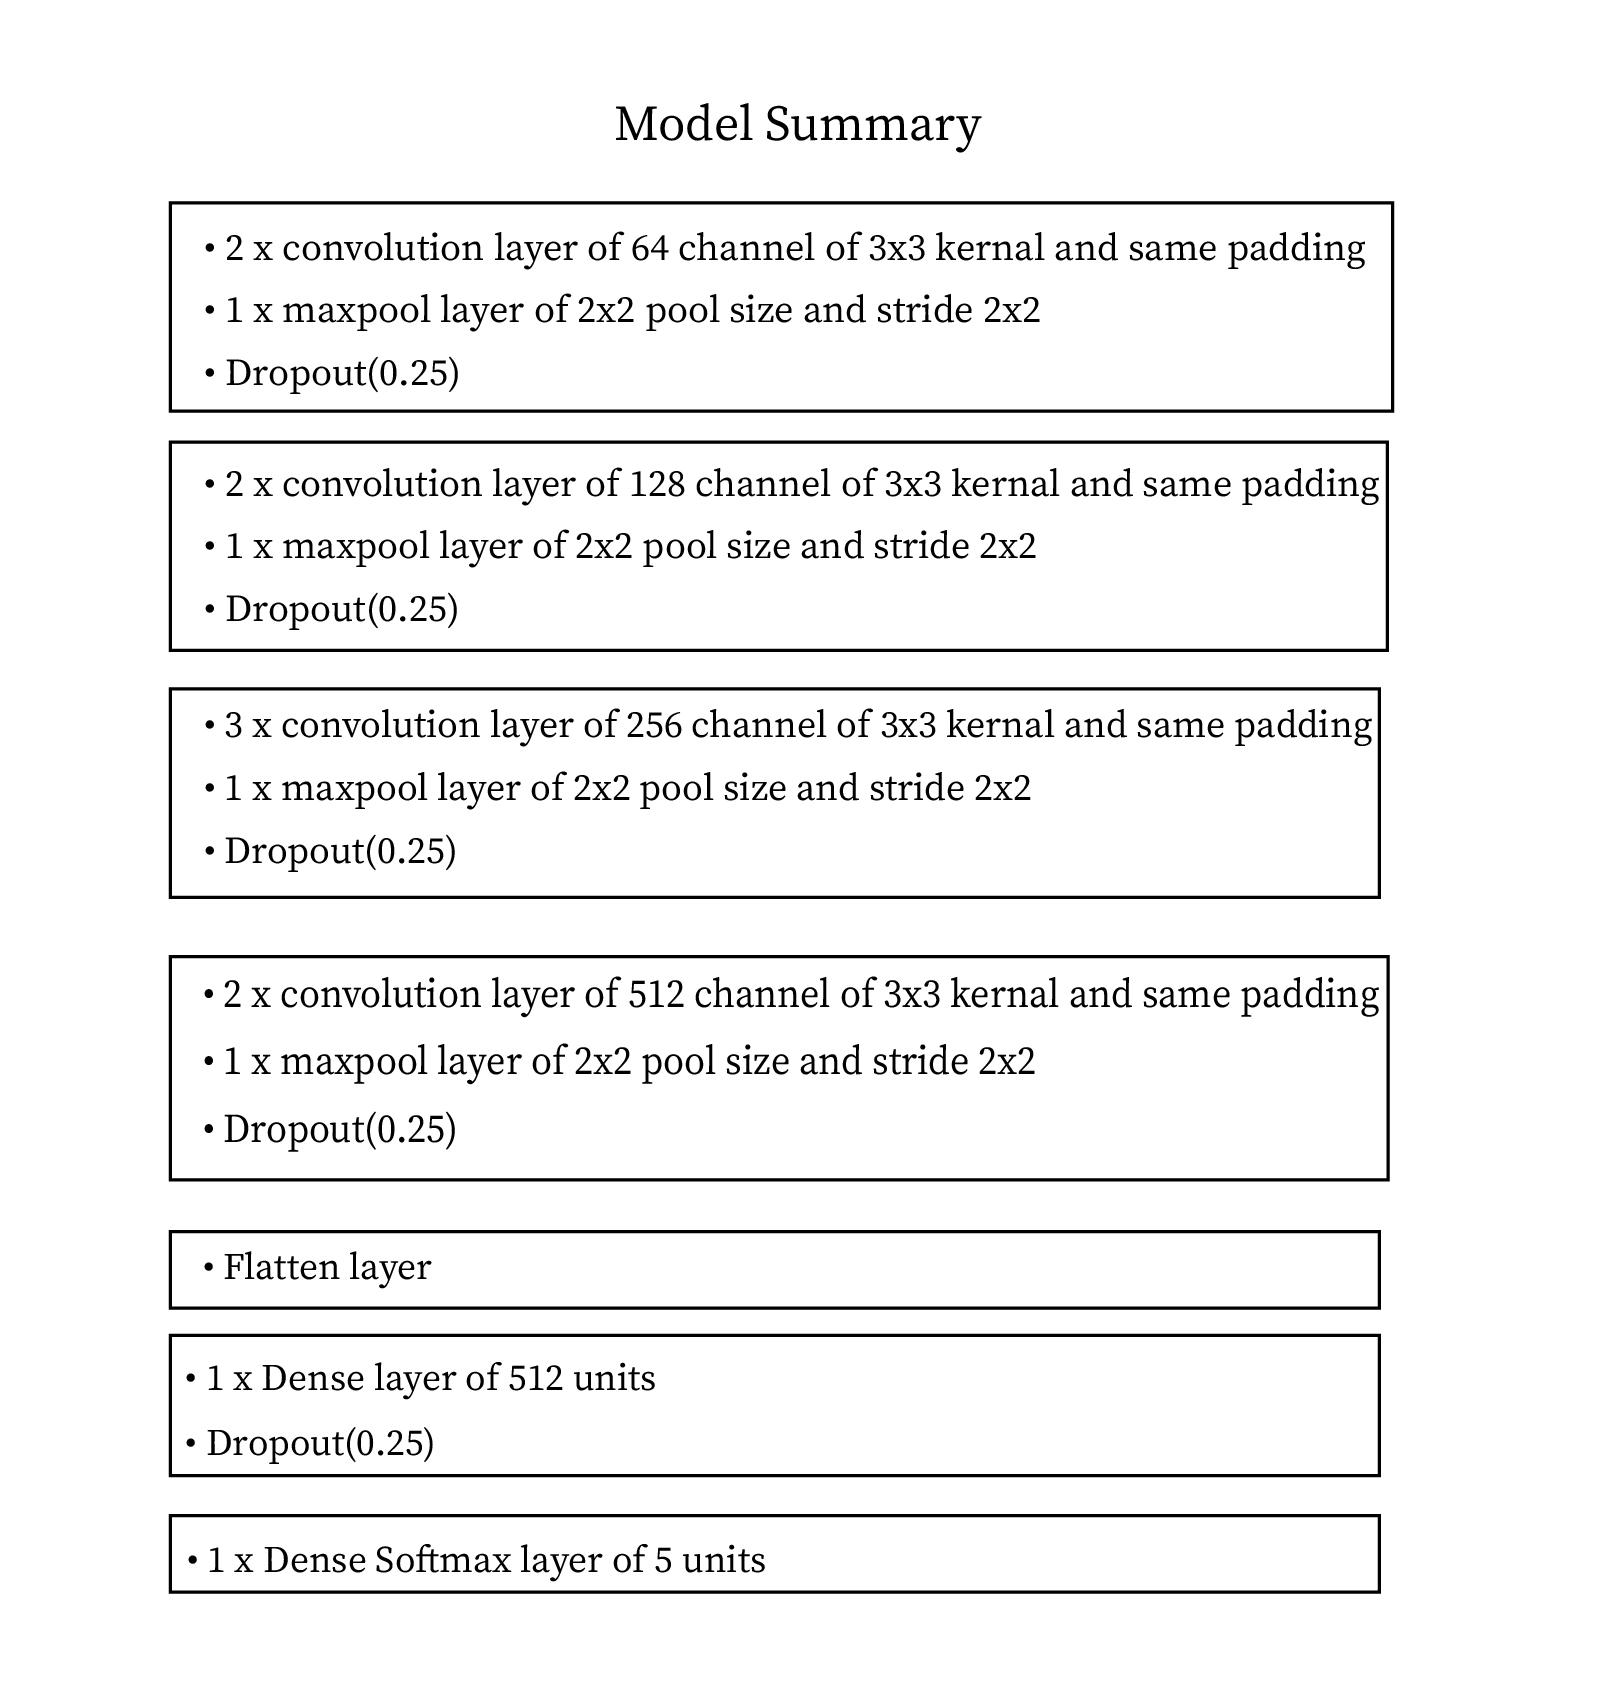 Model Summary
• 2 x convolution layer of 64 channel of 3x3 kernal and same padding
• 1 x maxpool layer of 2x2 pool size and stride 2x2
• Dropout(0.25)
• 2 x convolution layer of 128 channel of 3x3 kernal and same padding
• 1 x maxpool layer of 2x2 pool size and stride 2x2
• Dropout(0.25)
• 3 x convolution layer of 256 channel of 3x3 kernal and same padding
• 1 x maxpool layer of 2x2 pool size and stride 2x2
• Dropout(0.25)
• 2 x convolution layer of 512 channel of 3x3 kernal and same padding
• 1 x maxpool layer of 2x2 pool size and stride 2x2
• Dropout(0.25)
• Flatten layer
• 1 x Dense layer of 512 units
• Dropout(0.25)
• 1 x Dense Softmax layer of 5 units